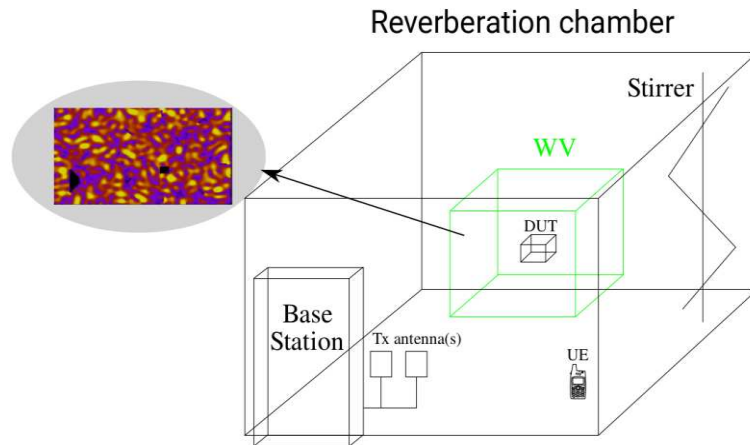 Reverberation chamber
Stirrer
WV
DUT
Base
Station
Tx antenna(s)
UE